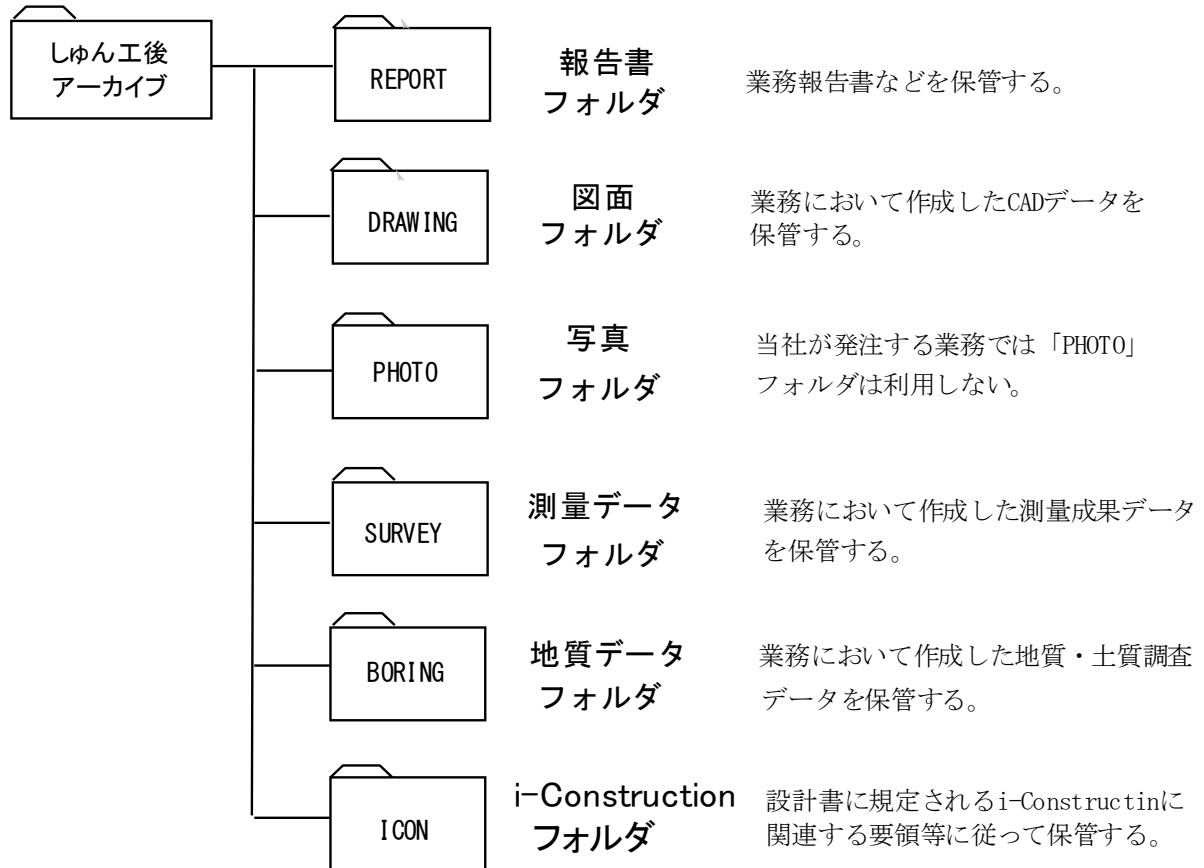 しゅん工後
アーカイブ
REPORT
報告書
フォルダ
業務報告書などを保管する。
DRAWING
図面
フォルダ
業務において作成したCADデータを
保管する。
PHOTO
写真
フォルダ
当社が発注する業務では「PHOTO」
フォルダは利用しない。
SURVEY
測量データ
フォルダ
業務において作成した測量成果データ
を保管する。
BORING
地質データ
フォルダ
業務において作成した地質・土質調査
データを保管する。
ICON
i-Construction
フォルダ
設計書に規定されるi-Constructinに
関連する要領等に従って保管する。